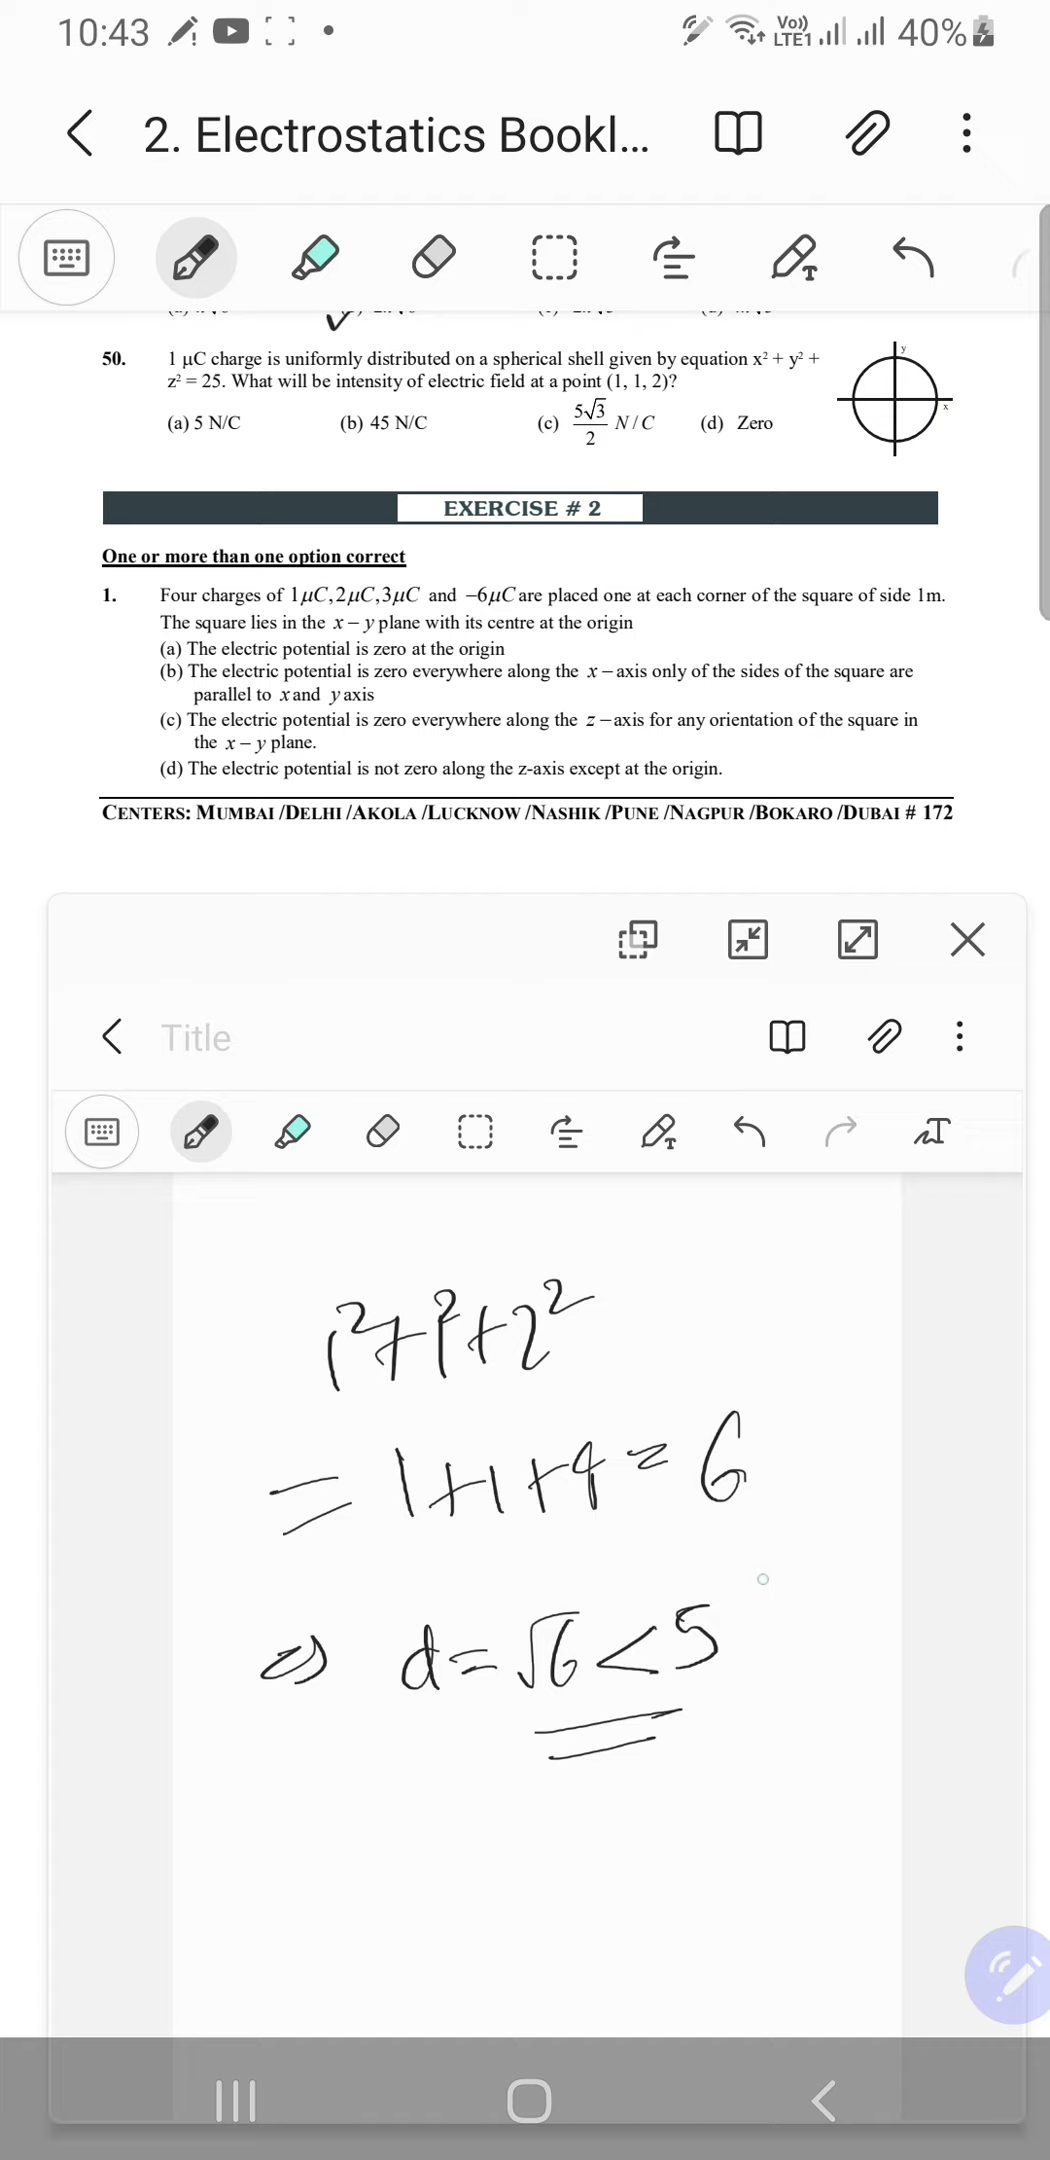 10:43 Vo)) LTE1 40%
2. Electrostatics Bookl...
50. 1 μC charge is uniformly distributed on a spherical shell given by equation x² + y² +
z² = 25. What will be intensity of electric field at a point (1, 1, 2)?
(a) 5 N/C (b) 45 N/C (c) 5√3/2 N/C (d) Zero
y
x
EXERCISE # 2
One or more than one option correct
1. Four charges of 1μC,2μC,3μC and −6μC are placed one at each corner of the square of side 1m.
The square lies in the x−y plane with its centre at the origin
(a) The electric potential is zero at the origin
(b) The electric potential is zero everywhere along the x−axis only of the sides of the square are
parallel to x and y axis
(c) The electric potential is zero everywhere along the z−axis for any orientation of the square in
the x−y plane.
(d) The electric potential is not zero along the z-axis except at the origin.
CENTERS: MUMBAI /DELHI /AKOLA /LUCKNOW /NASHIK /PUNE /NAGPUR /BOKARO /DUBAI # 172
Title
1²+1²+2²
= 1+1+4 = 6
⇒ d = √6 < 5